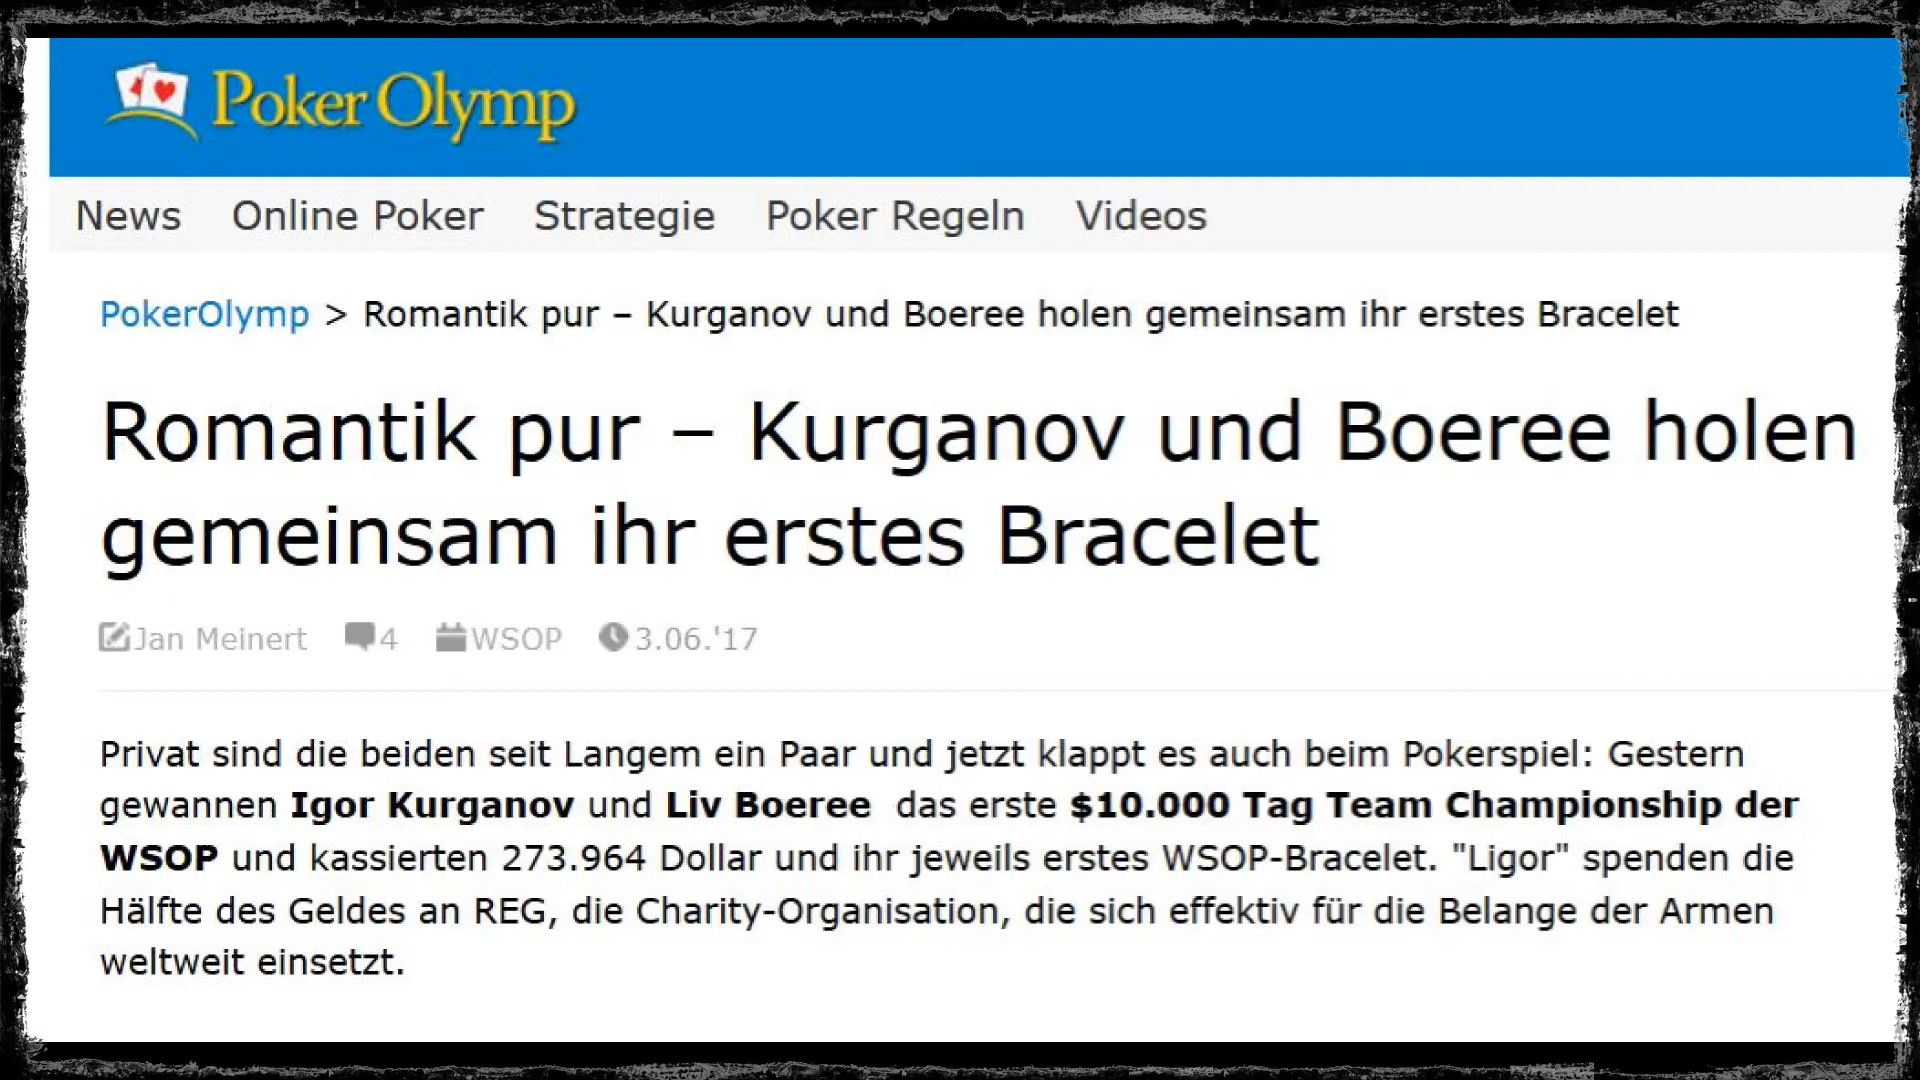 Poker Olymp
News Online Poker Strategie Poker Regeln Videos
PokerOlymp > Romantik pur – Kurganov und Boeree holen gemeinsam ihr erstes Bracelet
Romantik pur – Kurganov und Boeree holen
gemeinsam ihr erstes Bracelet
Jan Meinert 4 WSOP 3.06.'17
Privat sind die beiden seit Langem ein Paar und jetzt klappt es auch beim Pokerspiel: Gestern
gewannen Igor Kurganov und Liv Boeree das erste $10.000 Tag Team Championship der
WSOP und kassierten 273.964 Dollar und ihr jeweils erstes WSOP-Bracelet. "Ligor" spenden die
Hälfte des Geldes an REG, die Charity-Organisation, die sich effektiv für die Belange der Armen
weltweit einsetzt.